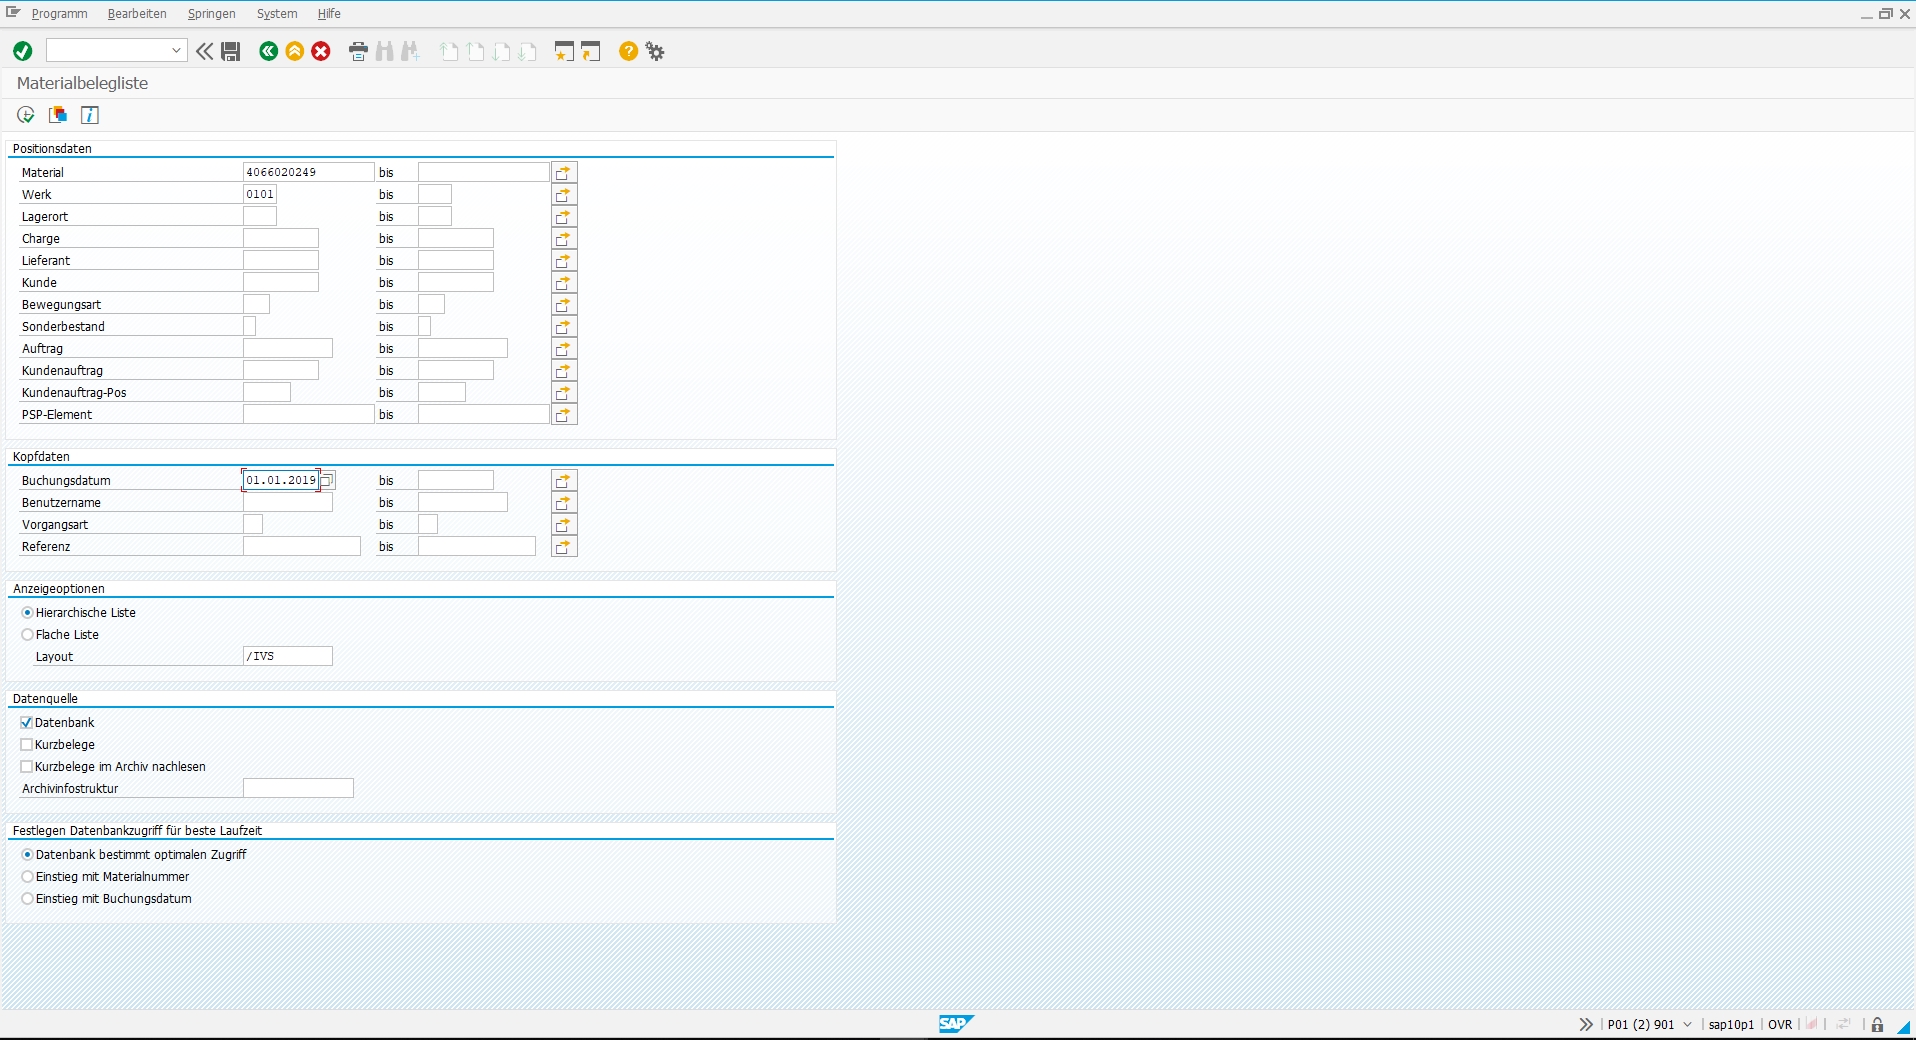 Programm Bearbeiten Springen System Hilfe
Materialbelegliste
Positionsdaten
Material 4066020249 bis
Werk 0101 bis
Lagerort bis
Charge bis
Lieferant bis
Kunde bis
Bewegungsart bis
Sonderbestand bis
Auftrag bis
Kundenauftrag bis
Kundenauftrag-Pos bis
PSP-Element bis
Kopfdaten
Buchungsdatum 01.01.2019 bis
Benutzername bis
Vorgangsart bis
Referenz bis
Anzeigeoptionen
Hierarchische Liste
Flache Liste
Layout /IVS
Datenquelle
Datenbank
Kurzbelege
Kurzbelege im Archiv nachlesen
Archivinfostruktur
Festlegen Datenbankzugriff für beste Laufzeit
Datenbank bestimmt optimalen Zugriff
Einstieg mit Materialnummer
Einstieg mit Buchungsdatum
SAP P01 (2) 901 sap10p1 OVR